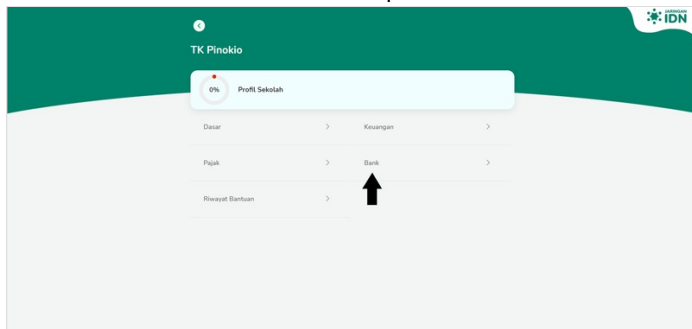 JARINGAN
IDN
TK Pinokio
0%
Profil Sekolah
Dasar
Keuangan
Pajak
Bank
Riwayat Bantuan